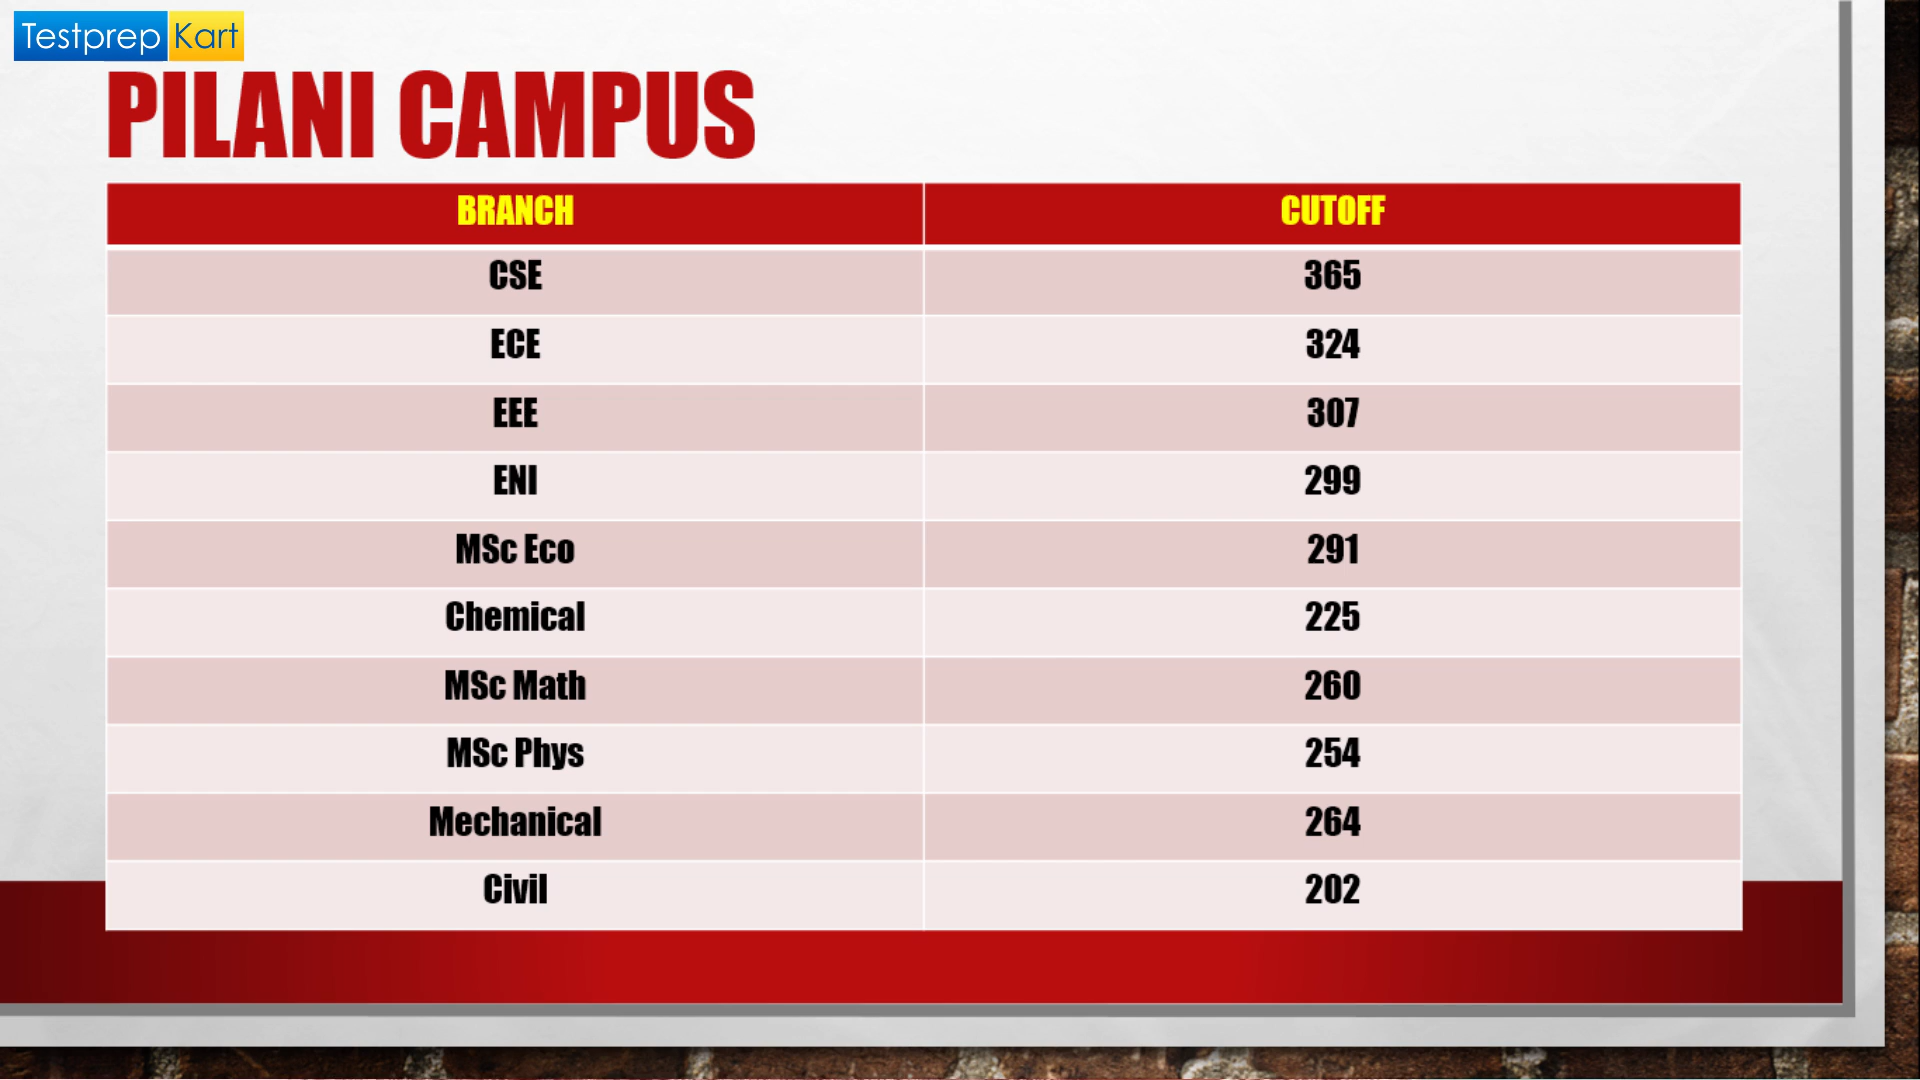 Testprep Kart
PILANI CAMPUS
BRANCH CUTOFF
CSE 365
ECE 324
EEE 307
ENI 299
MSc Eco 291
Chemical 225
MSc Math 260
MSc Phys 254
Mechanical 264
Civil 202